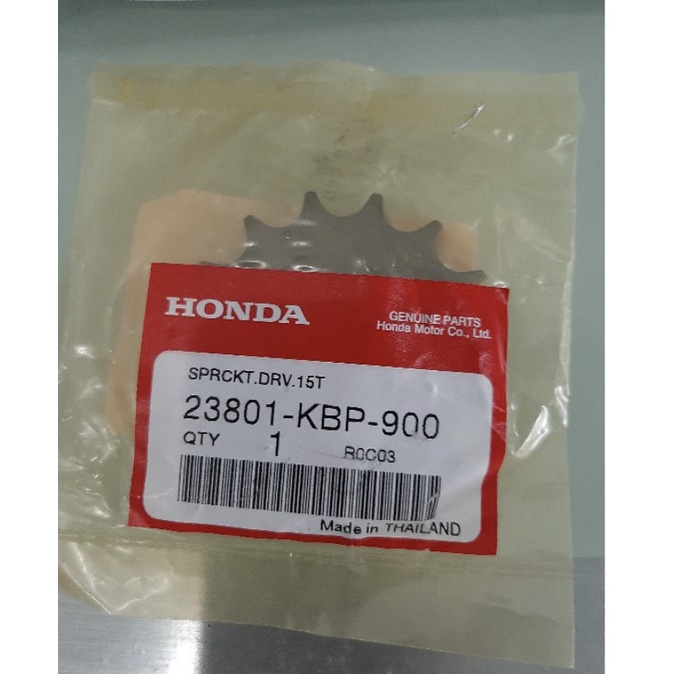 HONDA
GENUINE PARTS
Honda Motor Co., Ltd.
SPRCKT.DRV.15T
23801-KBP-900
QTY 1 R0C03
Made in THAILAND